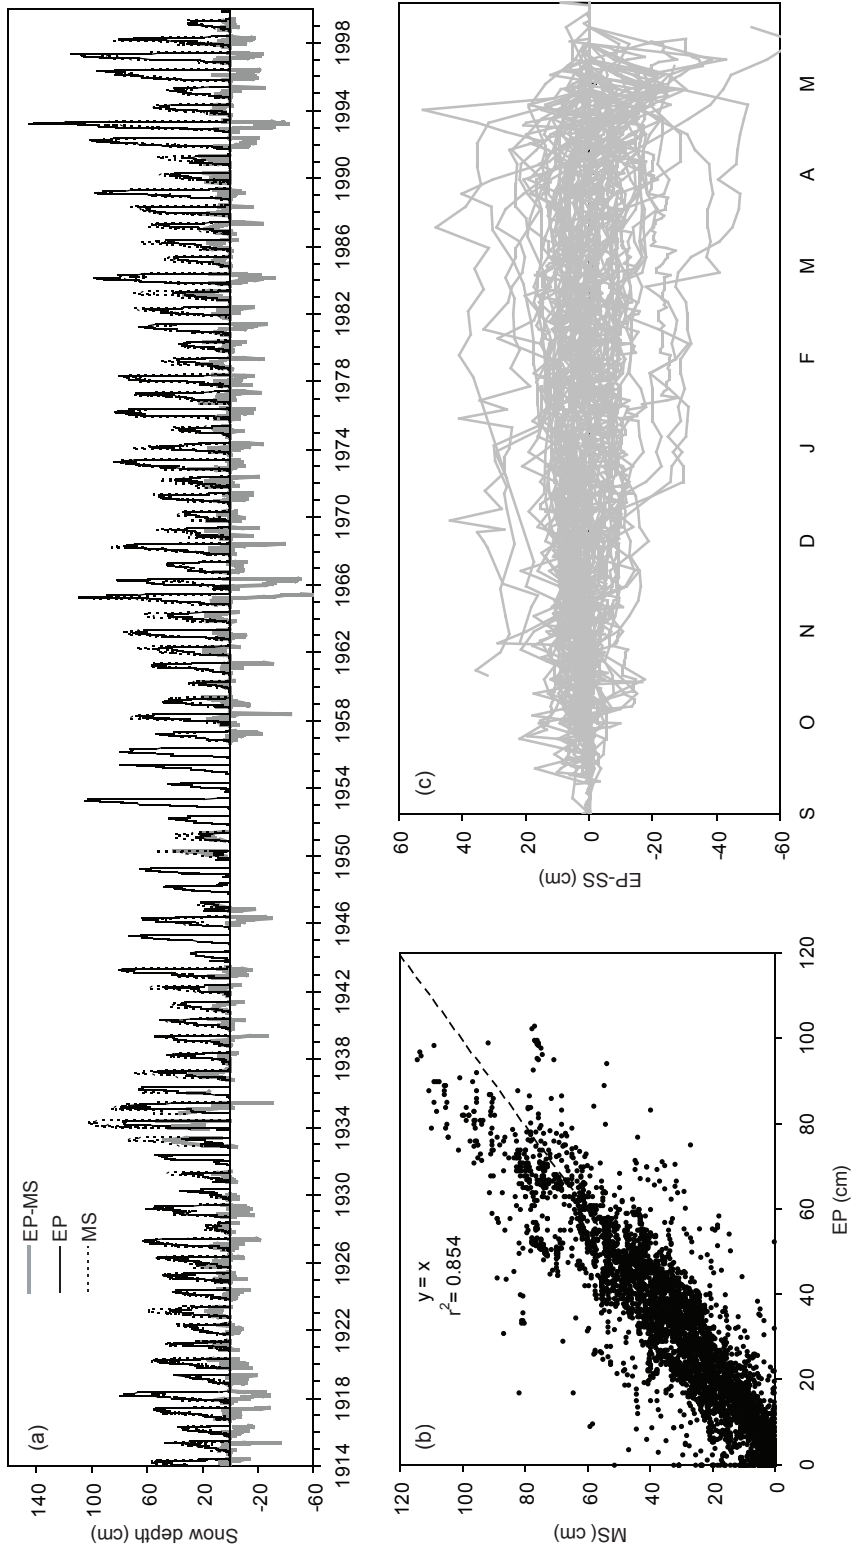 (a)
EP-MS
EP
MS
Snow depth (cm)
140
100
60
20
-20
-60
1914
1918
1922
1926
1930
1934
1938
1942
1946
1950
1954
1958
1962
1966
1970
1974
1978
1982
1986
1990
1994
1998
(b)
y = x
r2 = 0.854
MS(cm)
120
100
80
60
40
20
0
0
20
40
60
80
100
120
EP (cm)
(c)
EP-SS (cm)
60
40
20
0
-20
-40
-60
S
O
N
D
J
F
M
A
M